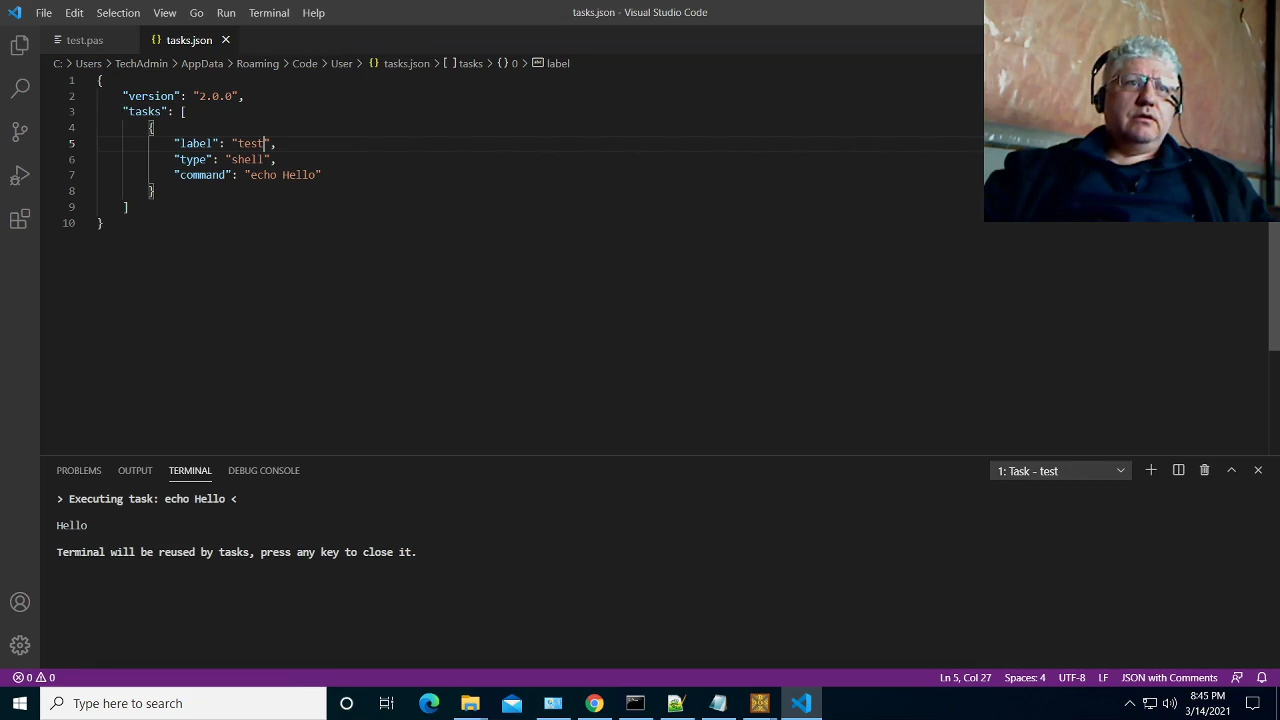 File Edit Selection View Go Run Terminal Help
tasks.json - Visual Studio Code
test.pas
{} tasks.json
C: > Users > TechAdmin > AppData > Roaming > Code > User > {} tasks.json > [ ] tasks > {} 0 > label
1 {
2 "version": "2.0.0",
3 "tasks": [
4 {
5 "label": "test",
6 "type": "shell",
7 "command": "echo Hello"
8 }
9 ]
10 }
PROBLEMS OUTPUT TERMINAL DEBUG CONSOLE
1: Task - test
> Executing task: echo Hello <
Hello
Terminal will be reused by tasks, press any key to close it.
0 0
Ln 5, Col 27 Spaces: 4 UTF-8 LF JSON with Comments
Type here to search
8:45 PM
3/14/2021